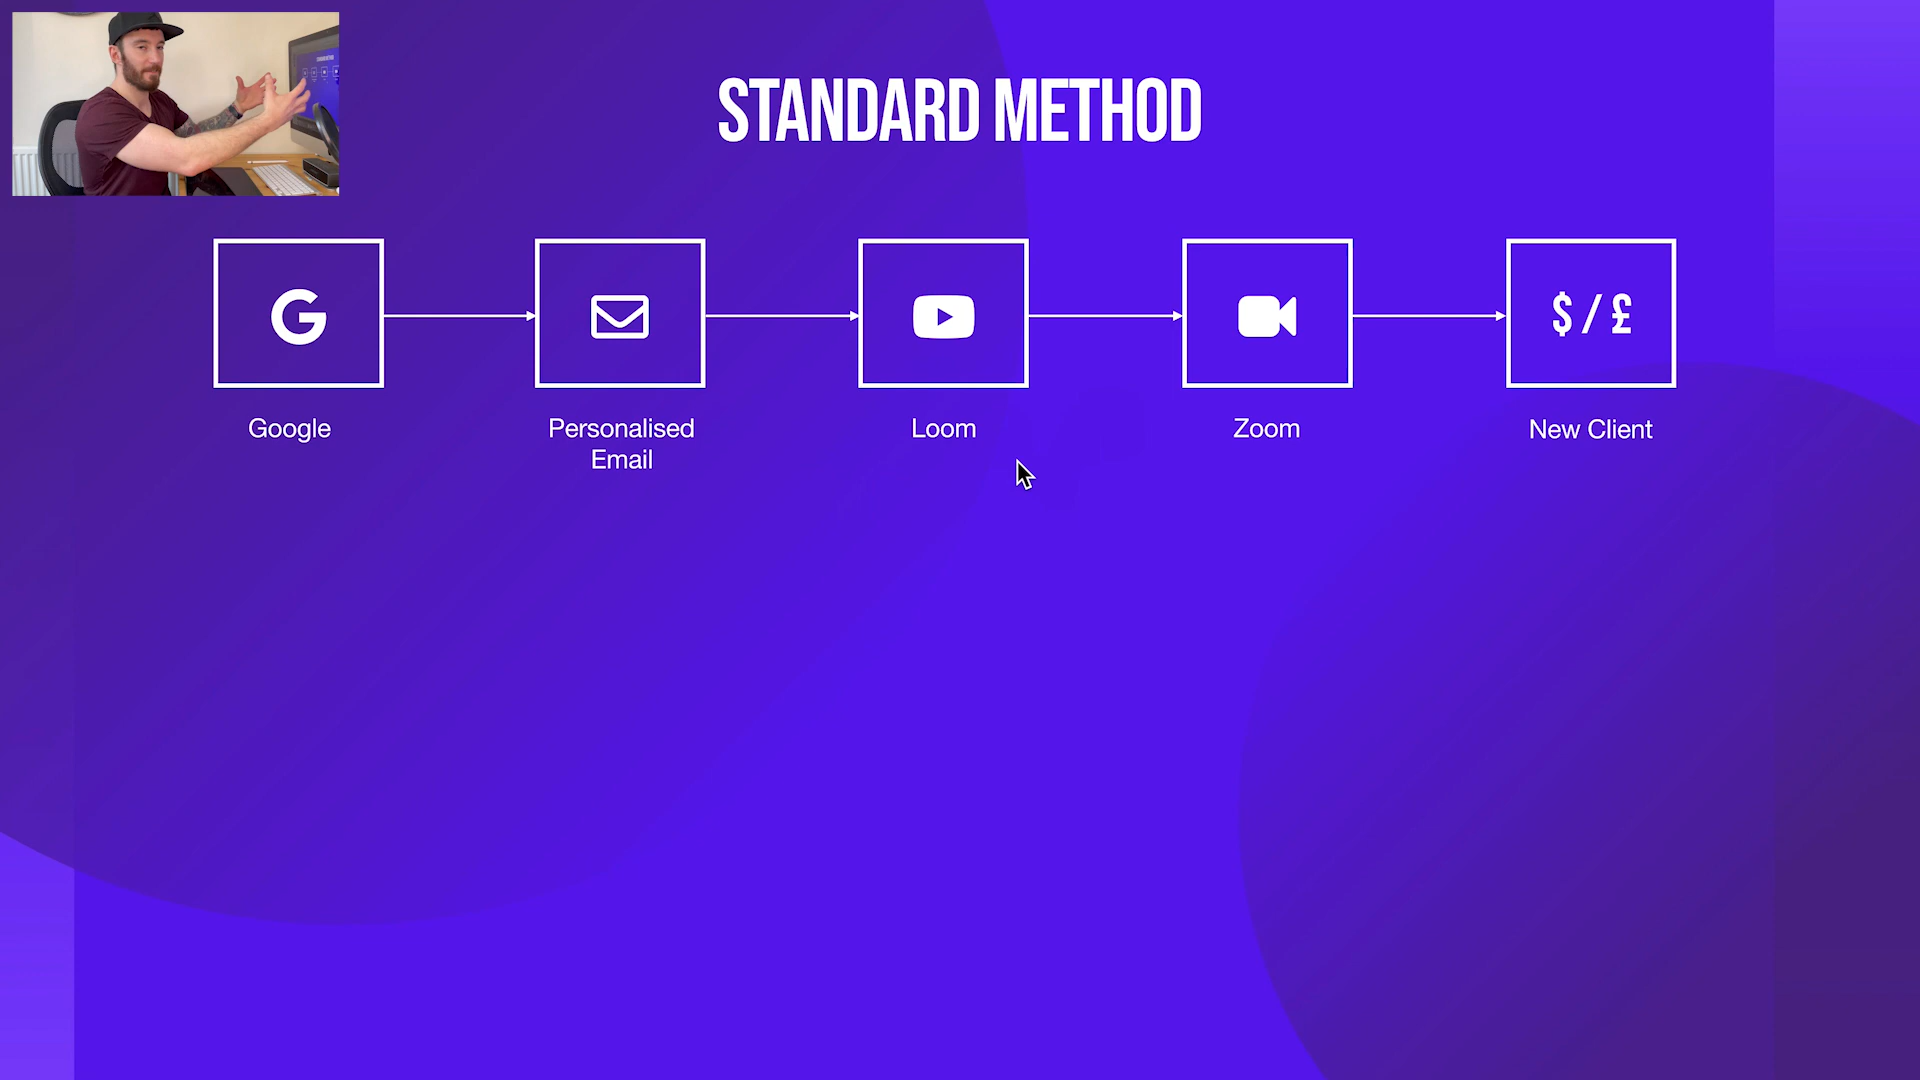 STANDARD METHOD
$ / £
Google
Personalised
Email
Loom
Zoom
New Client